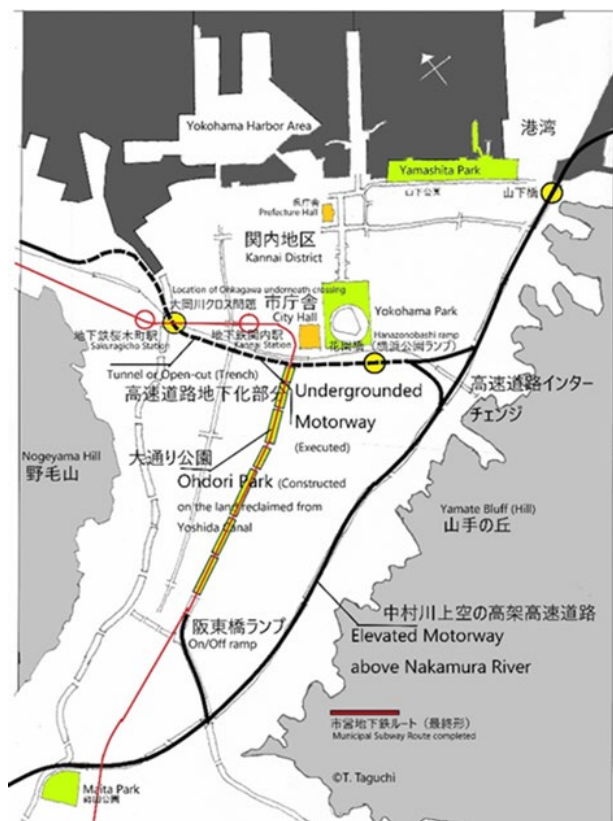 港湾
Yokohama Harbor Area
Yamashita Park
山下公園
山下橋
県庁舎
Prefecture Hall
関内地区
Kannai District
Location of Ohkagawa underneath crossing
大岡川クロス問題
市庁舎
City Hall
Yokohama Park
地下鉄桜木町駅
Sakuragicho Station
地下鉄関内駅
Kannai Station
Hanazonobashi ramp
花園橋(横浜公園ランプ)
Tunnel or Open-cut (Trench)
高速道路地下化部分
Undergrounded
Motorway
(Executed)
高速道路インター
チェンジ
Nogeyama Hill
野毛山
大通り公園
Ohdori Park (Constructed
on the land reclaimed from
Yoshida Canal
Yamate Bluff (Hill)
山手の丘
阪東橋ランプ
On/Off ramp
中村川上空の高架高速道路
Elevated Motorway
above Nakamura River
市営地下鉄ルート(最終形)
Municipal Subway Route completed
©T. Taguchi
Maita Park